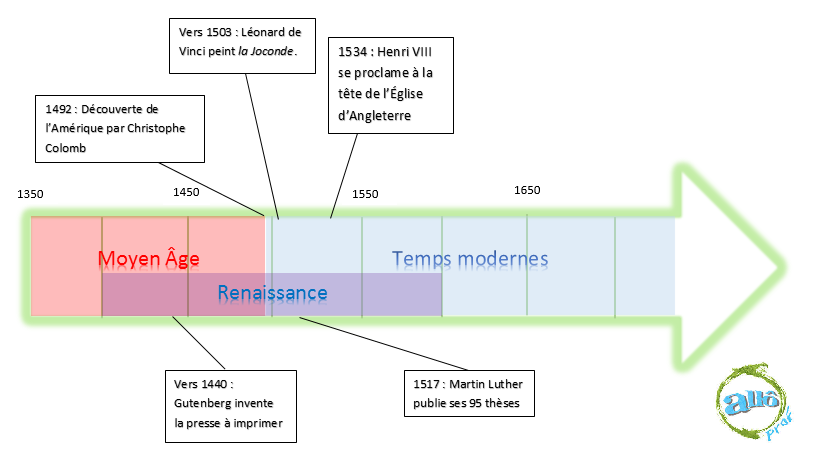 Vers 1503 : Léonard de
Vinci peint la Joconde.
1534 : Henri VIII
se proclame à la
tête de l'Église
d'Angleterre
1492 : Découverte de
l'Amérique par Christophe
Colomb
1350
1450
1550
1650
Moyen Âge
Temps modernes
Renaissance
Vers 1440 :
Gutenberg invente
la presse à imprimer
1517 : Martin Luther
publie ses 95 thèses
allô
prof